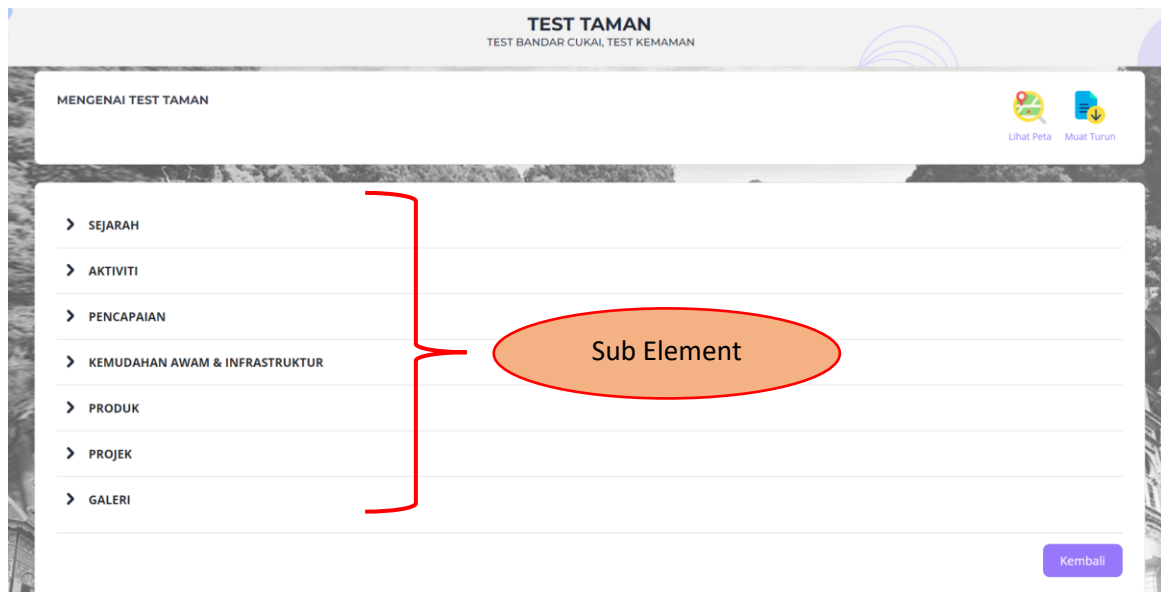 TEST TAMAN
TEST BANDAR CUKAI, TEST KEMAMAN
MENGENAI TEST TAMAN
Lihat Peta
Muat Turun
SEJARAH
AKTIVITI
PENCAPAIAN
KEMUDAHAN AWAM & INFRASTRUKTUR
PRODUK
PROJEK
GALERI
Sub Element
Kembali